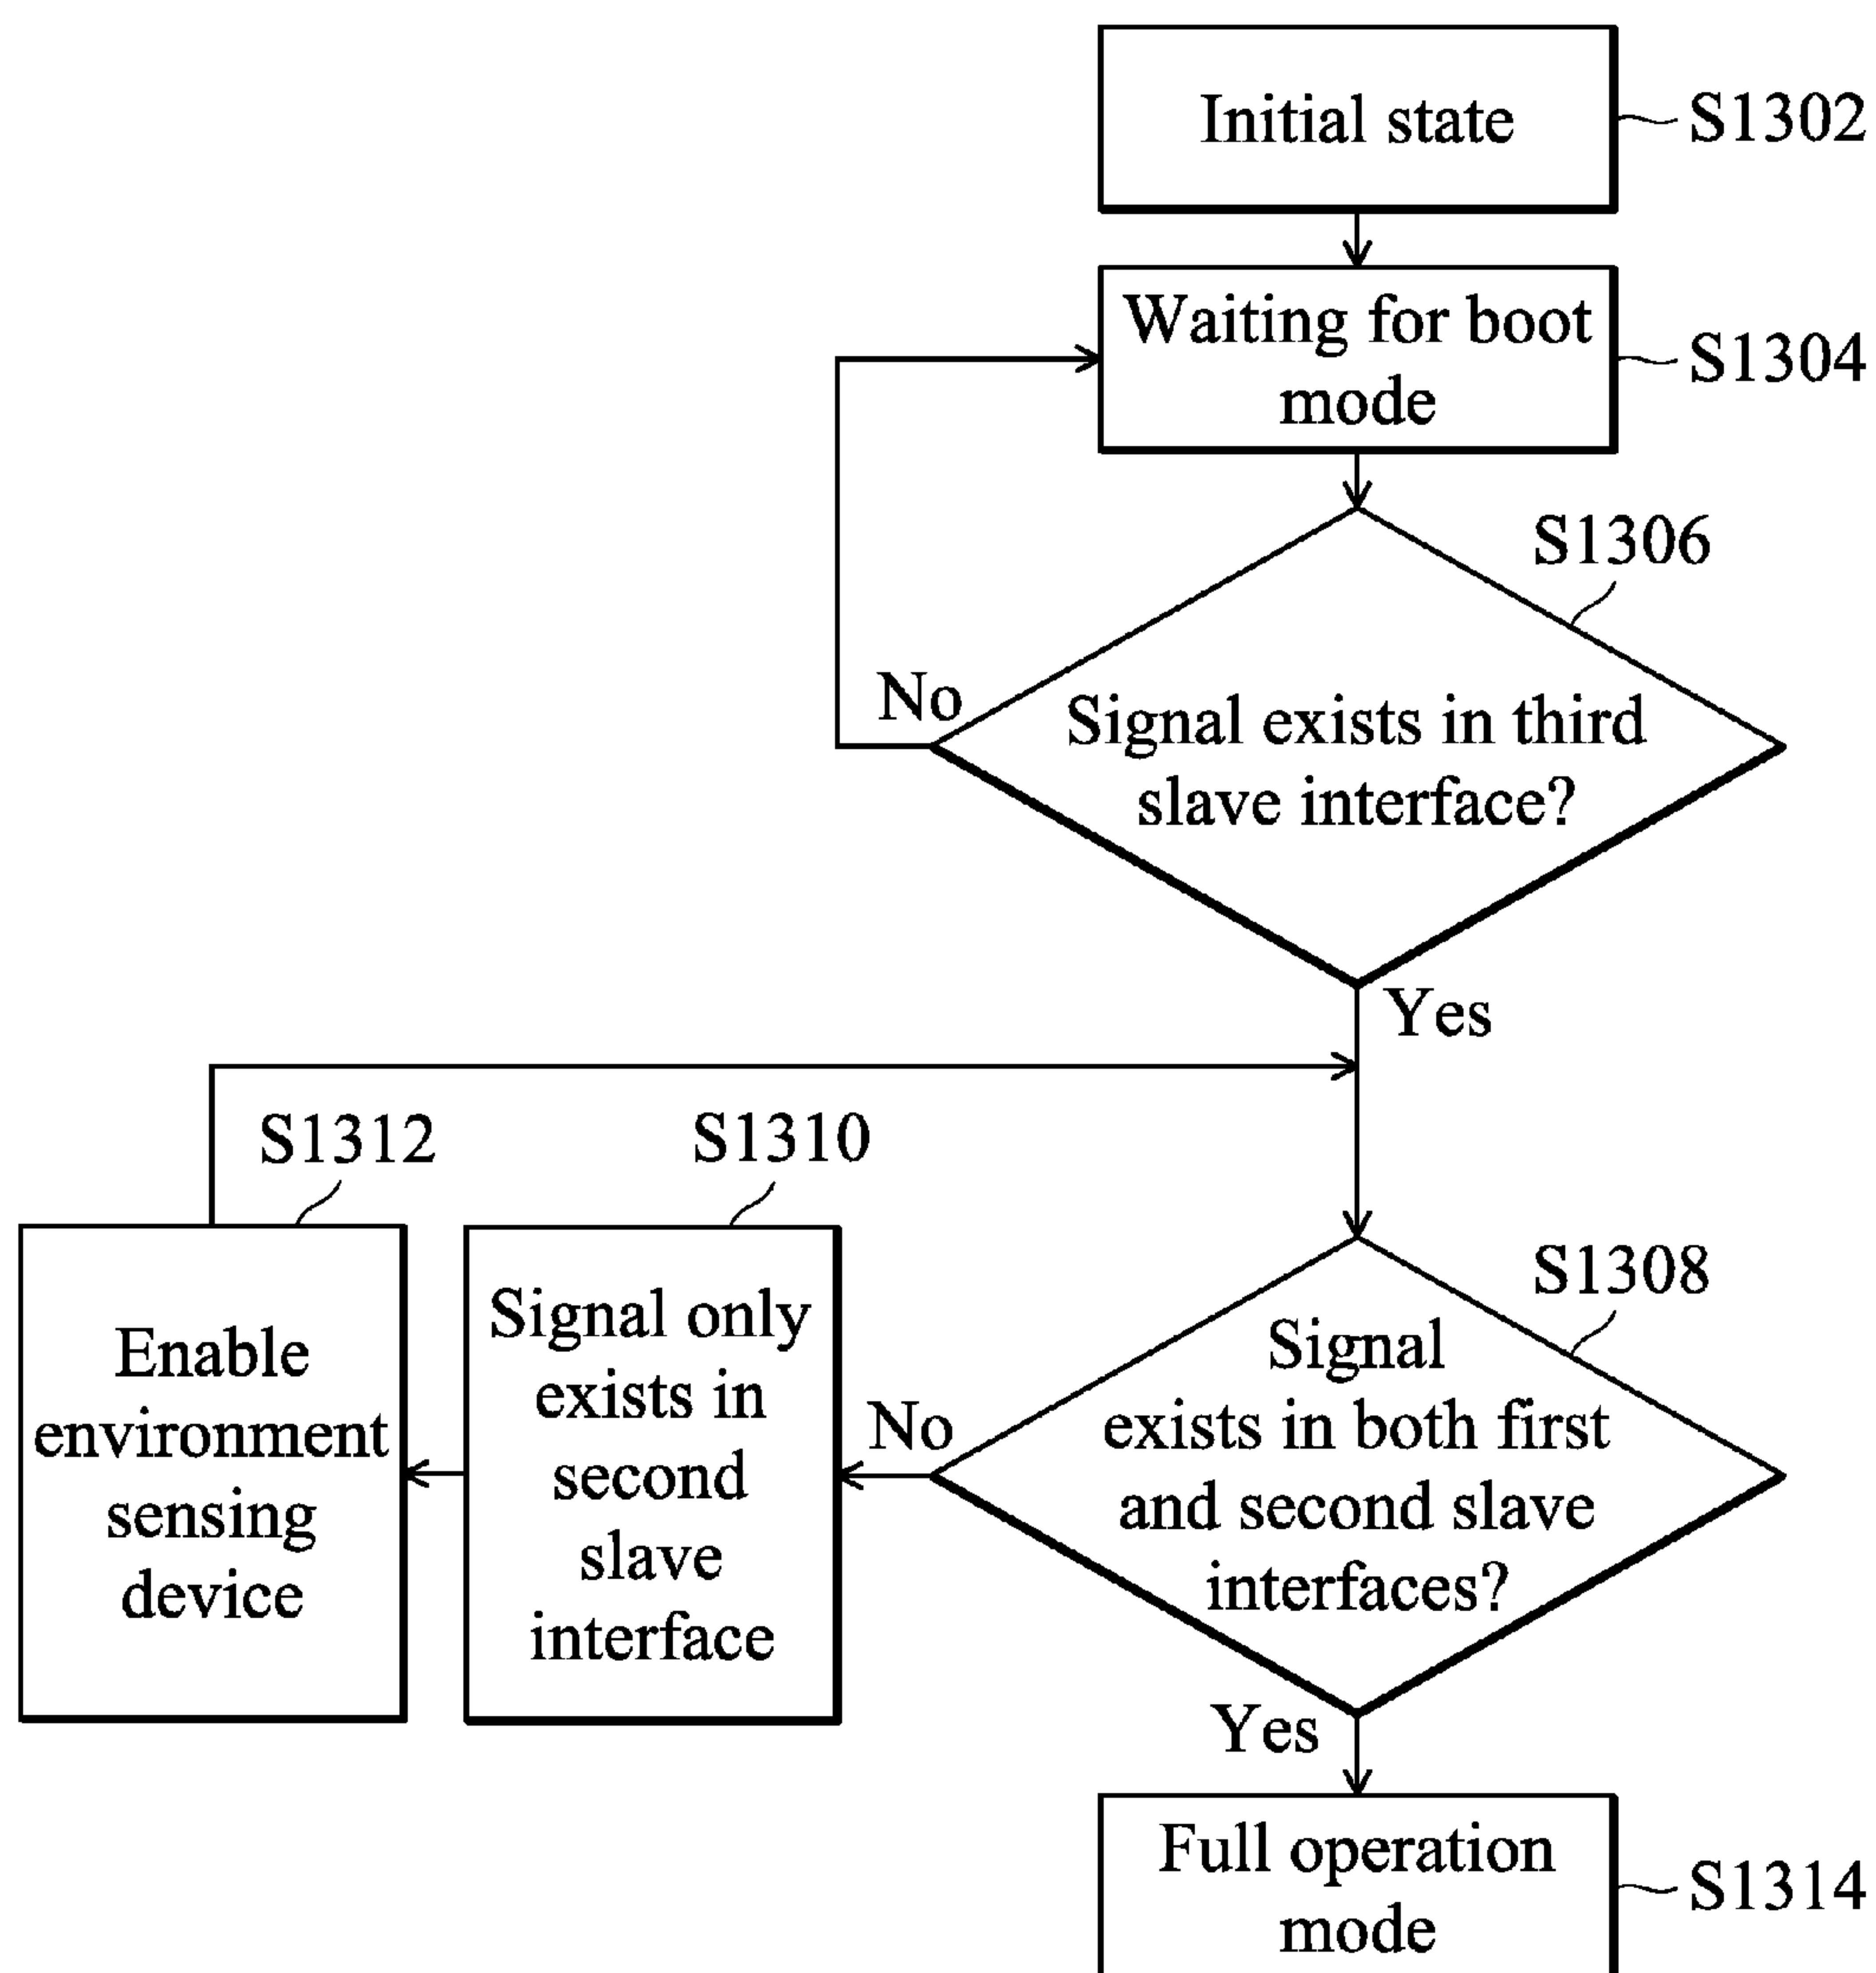 Initial state
S1302
Waiting for boot
mode
S1304
S1306
Signal exists in third
slave interface?
No
Yes
S1308
Signal
exists in both first
and second slave
interfaces?
No
Yes
S1310
Signal only
exists in
second
slave
interface
S1312
Enable
environment
sensing
device
Full operation
mode
S1314